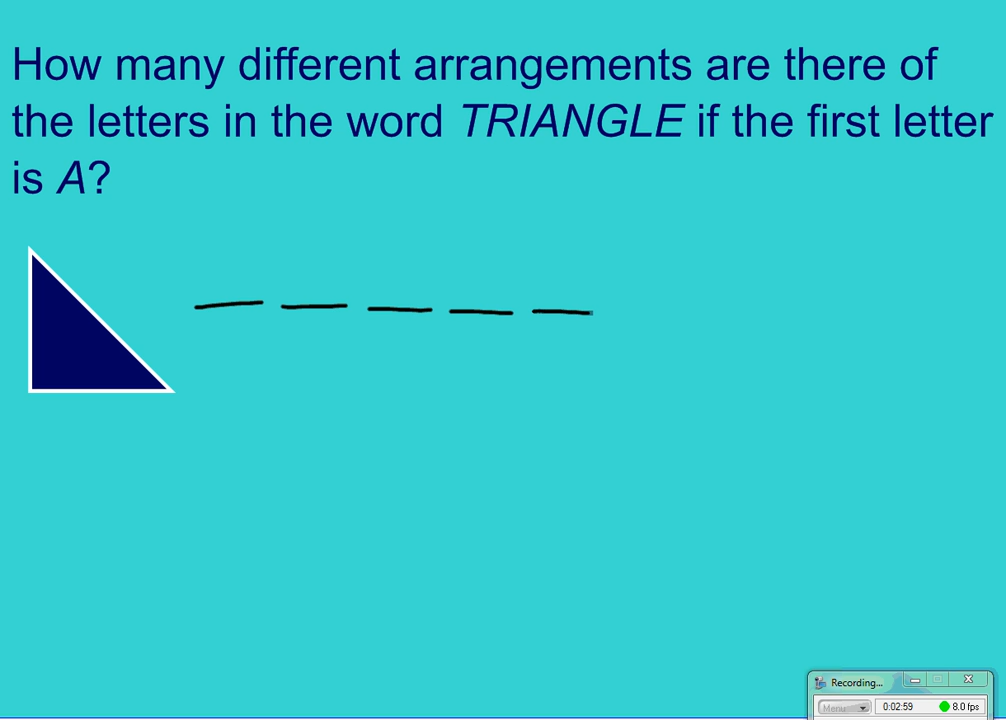 How many different arrangements are there of
the letters in the word TRIANGLE if the first letter
is A?
Recording...
Menu
0:02:59
8.0 fps